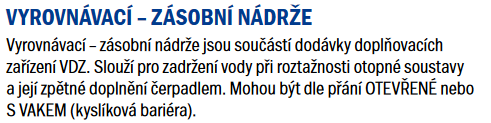 VYROVNÁVACÍ – ZÁSOBNÍ NÁDRŽE
Vyrovnávací – zásobní nádrže jsou součástí dodávky doplňovacích
zařízení VDZ. Slouží pro zadržení vody při roztažnosti otopné soustavy
a její zpětné doplnění čerpadlem. Mohou být dle přání OTEVŘENÉ nebo
S VAKEM (kyslíková bariéra).